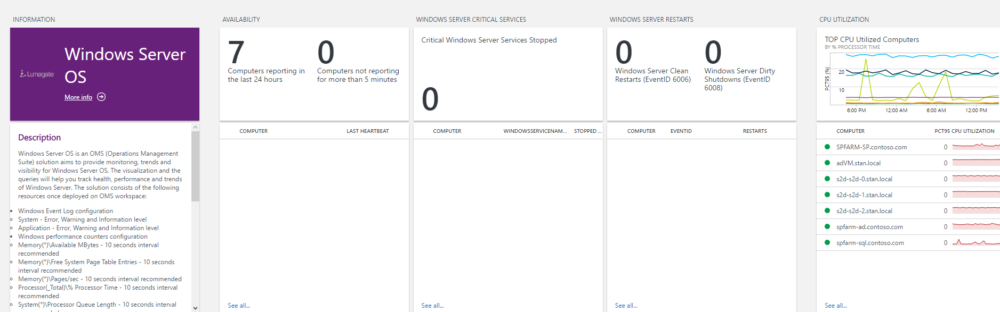 INFORMATION
Lumagate
Windows Server
OS
More info
Description
Windows Server OS is an OMS (Operations Management
Suite) solution aims to provide monitoring, trends and
visibility for Windows Server OS. The visualization and the
queries will help you track health, performance and trends
of Windows Server. The solution consists of the following
resources once deployed on OMS workspace:
Windows Event Log configuration
System - Error, Warning and Information level
Application - Error, Warning and Information level
Windows performance counters configuration
Memory(*)\Available MBytes - 10 seconds interval
recommended
Memory(*)\Free System Page Table Entries - 10 seconds
interval recommended
Memory(*)\Pages/sec - 10 seconds interval recommended
Processor(_Total)\% Processor Time - 10 seconds interval
recommended
System(*)\Processor Queue Length - 10 seconds interval
AVAILABILITY
7
Computers reporting in
the last 24 hours
0
Computers not reporting
for more than 5 minutes
COMPUTER LAST HEARTBEAT
See all...
WINDOWS SERVER CRITICAL SERVICES
Critical Windows Server Services Stopped
0
COMPUTER WINDOWSSERVICENAM... STOPPED ...
See all...
WINDOWS SERVER RESTARTS
0
Windows Server Clean
Restarts (EventID 6006)
0
Windows Server Dirty
Shutdowns (EventID
6008)
COMPUTER EVENTID RESTARTS
See all...
CPU UTILIZATION
TOP CPU Utilized Computers
BY % PROCESSOR TIME
PCT95 (%)
20
10
6:00 PM 12:00 AM 6:00 AM 12:00 PM
COMPUTER PCT95 CPU UTILIZATION
SPFARM-SP.contoso.com 0
adVM.stan.local 0
s2d-s2d-0.stan.local 0
s2d-s2d-1.stan.local 0
s2d-s2d-2.stan.local 0
spfarm-ad.contoso.com 0
spfarm-sql.contoso.com 0
See all...